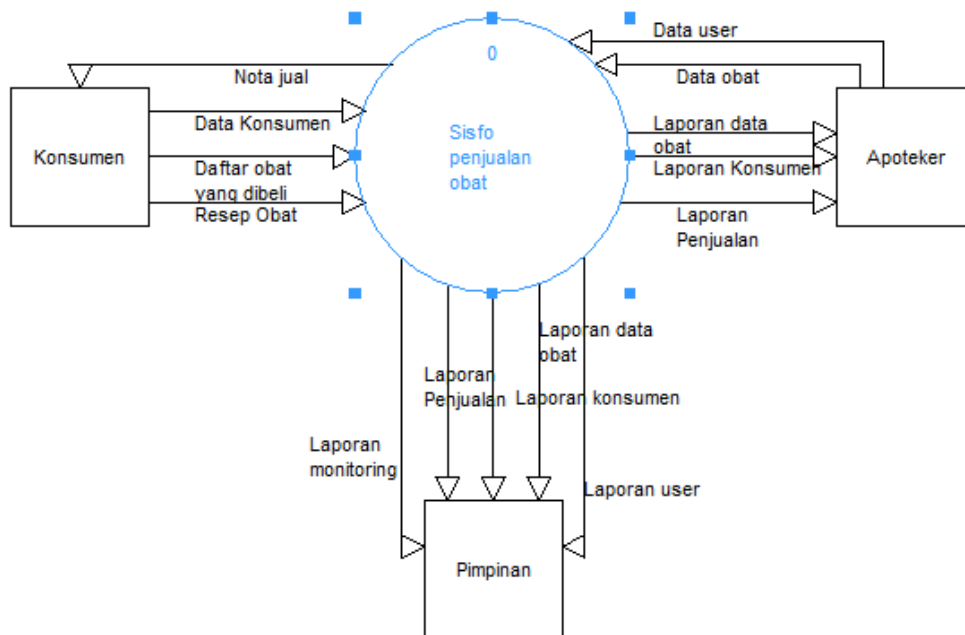 0
Sisfo
penjualan
obat
Nota jual
Data Konsumen
Daftar obat
yang dibeli
Resep Obat
Konsumen
Data user
Data obat
Laporan data
obat
Laporan Konsumen
Laporan
Penjualan
Apoteker
Laporan data
obat
Laporan
Penjualan
Laporan konsumen
Laporan
monitoring
Laporan user
Pimpinan